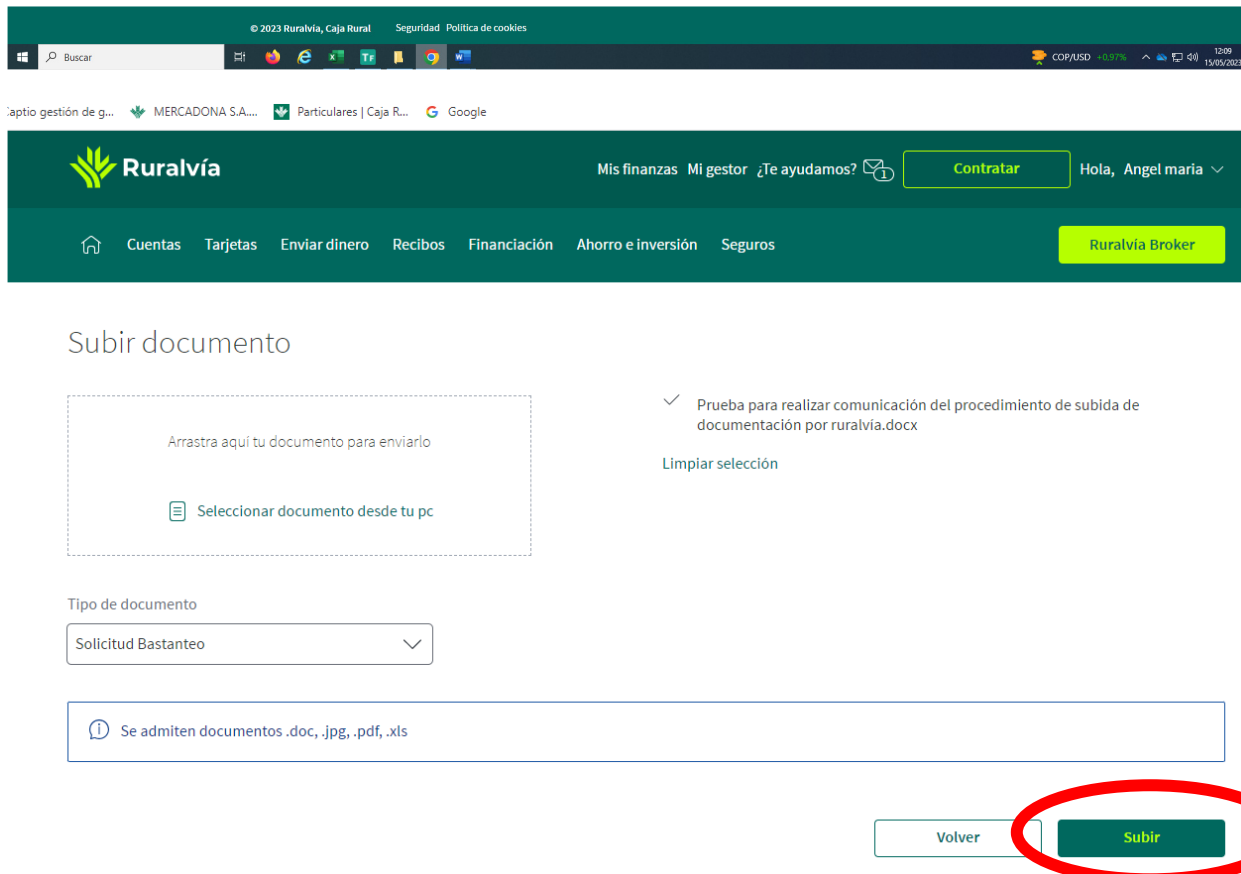 © 2023 Ruralvía, Caja Rural Seguridad Política de cookies
Buscar
COP/USD +0,97%
12:09
15/05/2023
aptio gestión de g... MERCADONA S.A.... Particulares | Caja R... Google
Ruralvía
Mis finanzas Mi gestor ¿Te ayudamos? 1 Contratar Hola, Angel maria
Cuentas Tarjetas Enviar dinero Recibos Financiación Ahorro e inversión Seguros Ruralvía Broker
Subir documento
Arrastra aquí tu documento para enviarlo
Seleccionar documento desde tu pc
Prueba para realizar comunicación del procedimiento de subida de
documentación por ruralvía.docx
Limpiar selección
Tipo de documento
Solicitud Bastanteo
Se admiten documentos .doc, .jpg, .pdf, .xls
Volver Subir